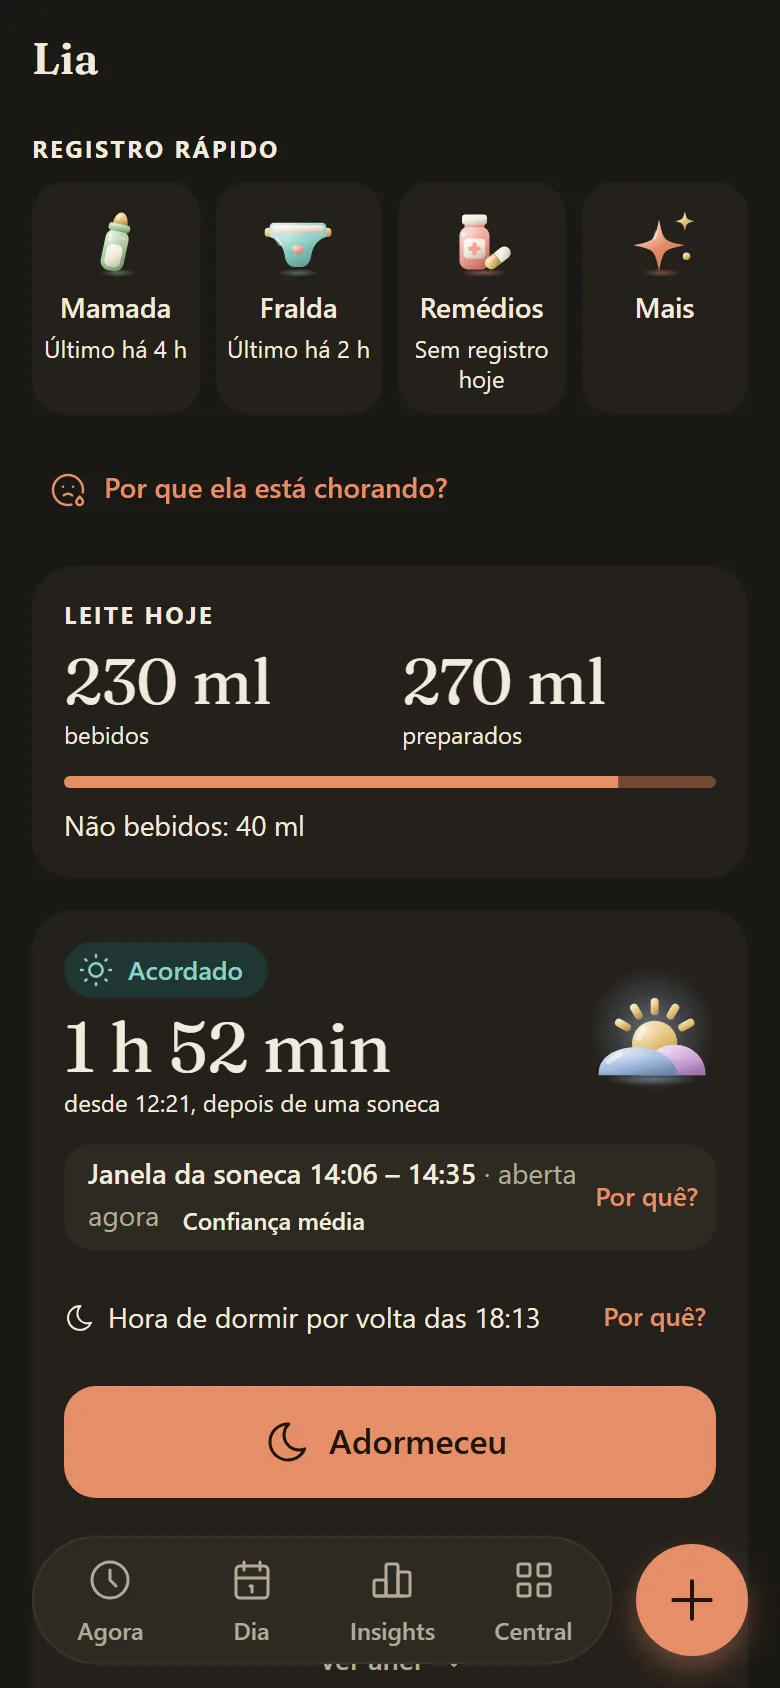 Lia
REGISTRO RÁPIDO
Mamada
Último há 4 h
Fralda
Último há 2 h
Remédios
Sem registro
hoje
Mais
Por que ela está chorando?
LEITE HOJE
230 ml
bebidos
270 ml
preparados
Não bebidos: 40 ml
Acordado
1 h 52 min
desde 12:21, depois de uma soneca
Janela da soneca 14:06 – 14:35 · aberta
agora Confiança média
Por quê?
Hora de dormir por volta das 18:13
Por quê?
Adormeceu
Agora
Dia
Insights
Central